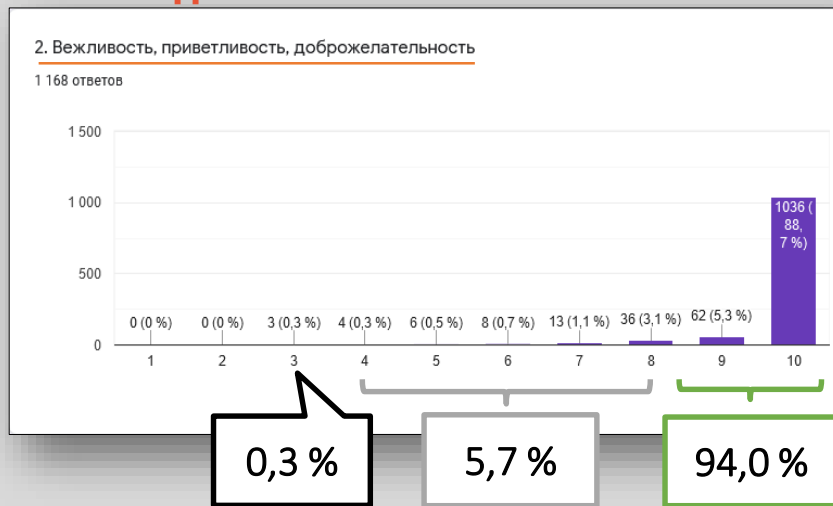 2. Вежливость, приветливость, доброжелательность
1 168 ответов
1 500
1 000
500
0
0 (0 %)
0 (0 %)
3 (0,3 %)
4 (0,3 %)
6 (0,5 %)
8 (0,7 %)
13 (1,1 %)
36 (3,1 %)
62 (5,3 %)
1036 (
88,
7 %)
1
2
3
4
5
6
7
8
9
10
0,3 %
5,7 %
94,0 %